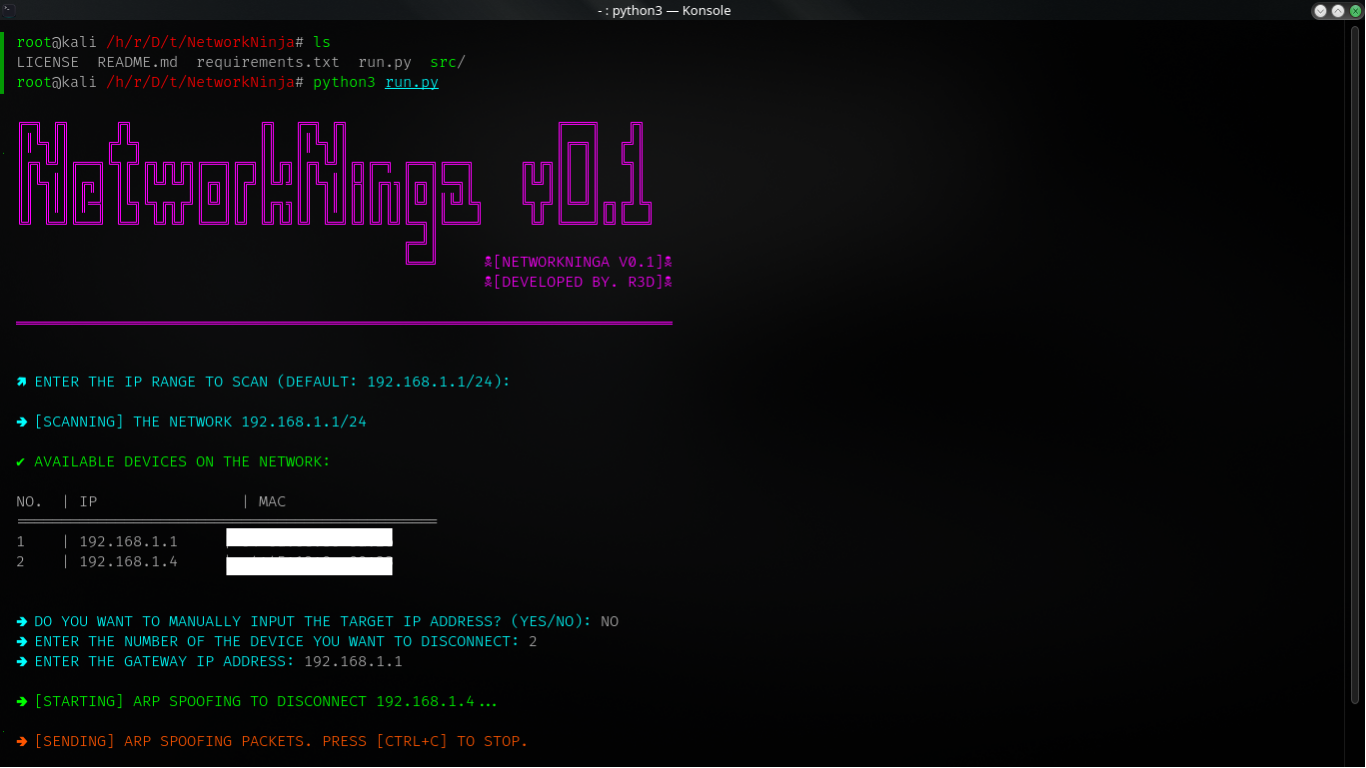 - : python3 — Konsole
root@kali /h/r/D/t/NetworkNinja# ls
LICENSE README.md requirements.txt run.py src/
root@kali /h/r/D/t/NetworkNinja# python3 run.py
NetworkNinga v0.1
☠[NETWORKNINGA V0.1]☠
☠[DEVELOPED BY. R3D]☠
🡵 ENTER THE IP RANGE TO SCAN (DEFAULT: 192.168.1.1/24):
➔ [SCANNING] THE NETWORK 192.168.1.1/24
✔ AVAILABLE DEVICES ON THE NETWORK:
NO. | IP | MAC
1 | 192.168.1.1
2 | 192.168.1.4
➔ DO YOU WANT TO MANUALLY INPUT THE TARGET IP ADDRESS? (YES/NO): NO
➔ ENTER THE NUMBER OF THE DEVICE YOU WANT TO DISCONNECT: 2
➔ ENTER THE GATEWAY IP ADDRESS: 192.168.1.1
➔ [STARTING] ARP SPOOFING TO DISCONNECT 192.168.1.4...
➔ [SENDING] ARP SPOOFING PACKETS. PRESS [CTRL+C] TO STOP.